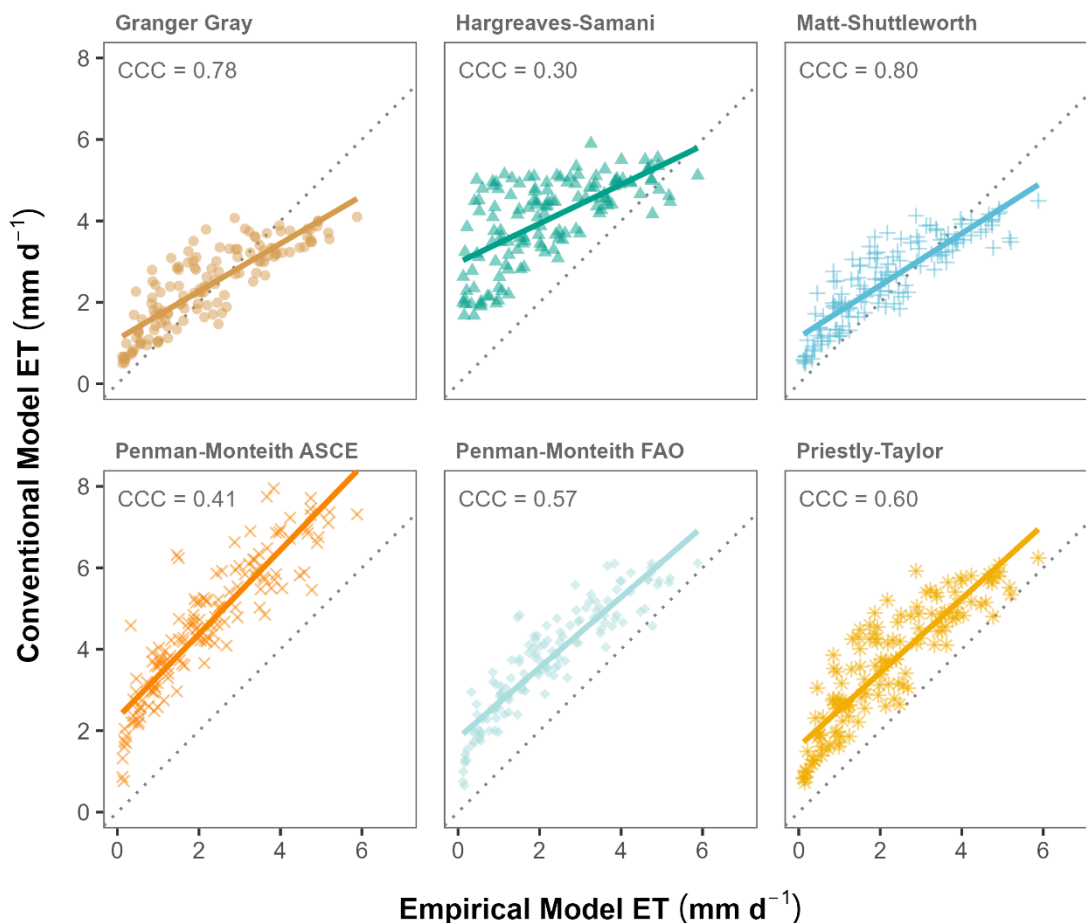 Granger Gray
Hargreaves-Samani
Matt-Shuttleworth
CCC = 0.78
CCC = 0.30
CCC = 0.80
8
6
4
2
0
Conventional Model ET (mm d⁻¹)
Penman-Monteith ASCE
Penman-Monteith FAO
Priestly-Taylor
CCC = 0.41
CCC = 0.57
CCC = 0.60
8
6
4
2
0
0 2 4 6
0 2 4 6
0 2 4 6
Empirical Model ET (mm d⁻¹)